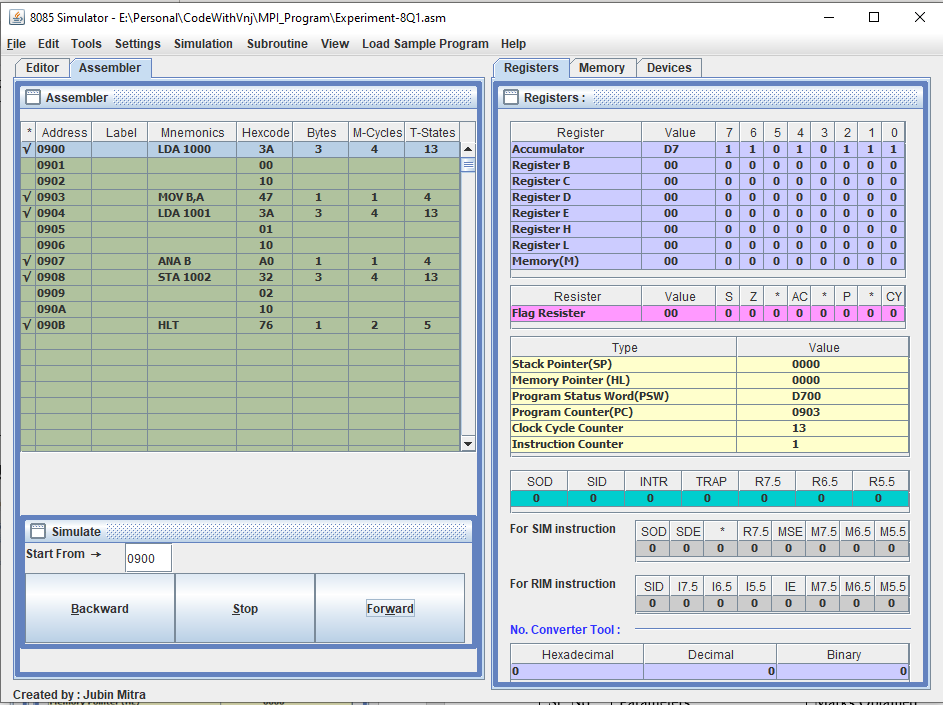 8085 Simulator - E:\Personal\CodeWithVnj\MPI_Program\Experiment-8Q1.asm
File Edit Tools Settings Simulation Subroutine View Load Sample Program Help
Editor Assembler
Assembler
* Address Label Mnemonics Hexcode Bytes M-Cycles T-States
√ 0900 LDA 1000 3A 3 4 13
0901 00
0902 10
√ 0903 MOV B,A 47 1 1 4
√ 0904 LDA 1001 3A 3 4 13
0905 01
0906 10
√ 0907 ANA B A0 1 1 4
√ 0908 STA 1002 32 3 4 13
0909 02
090A 10
√ 090B HLT 76 1 2 5
Simulate
Start From → 0900
Backward Stop Forward
Created by : Jubin Mitra
Registers Memory Devices
Registers :
Register Value 7 6 5 4 3 2 1 0
Accumulator D7 1 1 0 1 0 1 1 1
Register B 00 0 0 0 0 0 0 0 0
Register C 00 0 0 0 0 0 0 0 0
Register D 00 0 0 0 0 0 0 0 0
Register E 00 0 0 0 0 0 0 0 0
Register H 00 0 0 0 0 0 0 0 0
Register L 00 0 0 0 0 0 0 0 0
Memory(M) 00 0 0 0 0 0 0 0 0
Resister Value S Z * AC * P * CY
Flag Resister 00 0 0 0 0 0 0 0 0
Type Value
Stack Pointer(SP) 0000
Memory Pointer (HL) 0000
Program Status Word(PSW) D700
Program Counter(PC) 0903
Clock Cycle Counter 13
Instruction Counter 1
SOD SID INTR TRAP R7.5 R6.5 R5.5
0 0 0 0 0 0 0
For SIM instruction SOD SDE * R7.5 MSE M7.5 M6.5 M5.5
0 0 0 0 0 0 0 0
For RIM instruction SID I7.5 I6.5 I5.5 IE M7.5 M6.5 M5.5
0 0 0 0 0 0 0 0
No. Converter Tool :
Hexadecimal Decimal Binary
0 0 0